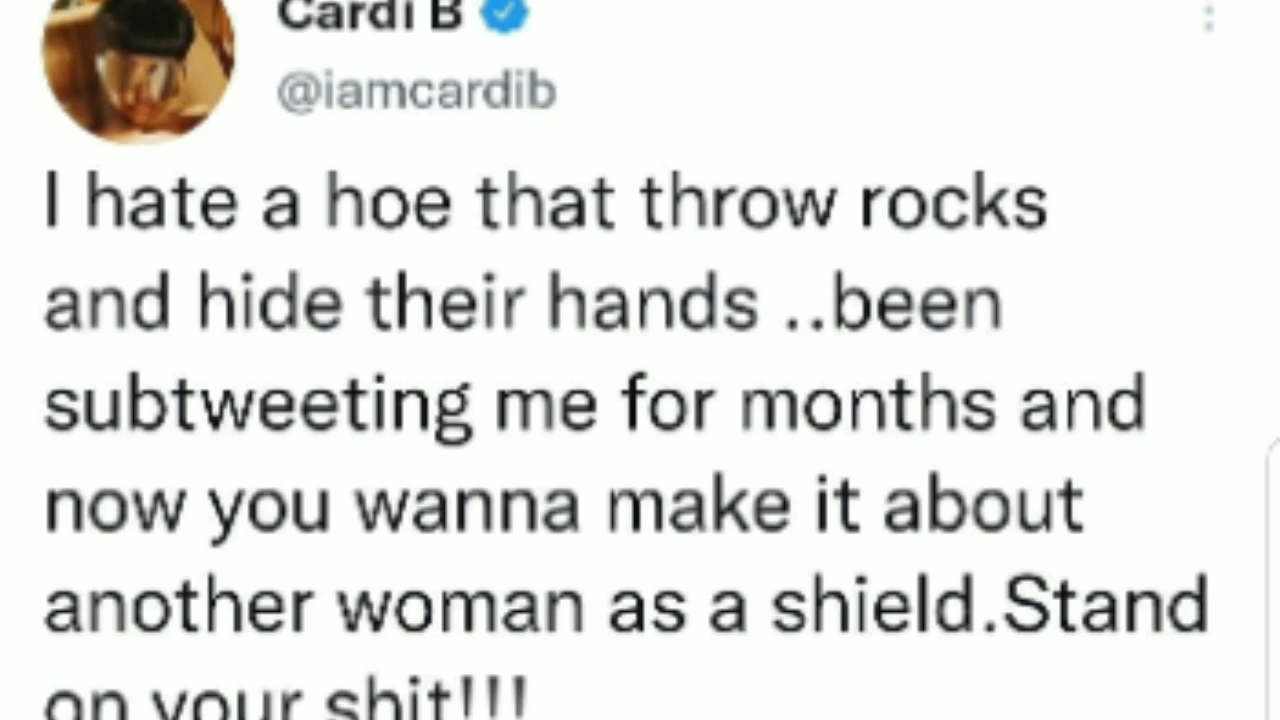 Cardi B
@iamcardib
I hate a hoe that throw rocks
and hide their hands ..been
subtweeting me for months and
now you wanna make it about
another woman as a shield.Stand
on your shit!!!